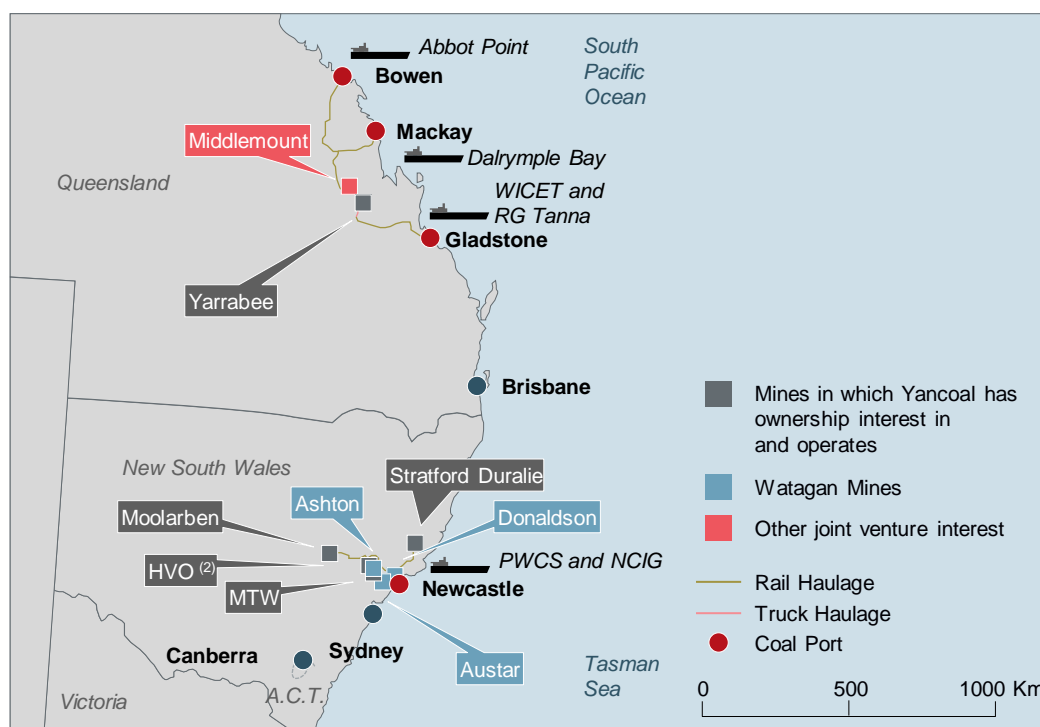 Abbot Point
South
Pacific
Ocean
Bowen
Mackay
Middlemount
Dalrymple Bay
Queensland
WICET and
RG Tanna
Gladstone
Yarrabee
Brisbane
Mines in which Yancoal has
ownership interest in
and operates
New South Wales
Stratford Duralie
Ashton
Watagan Mines
Moolarben
Donaldson
Other joint venture interest
HVO (2)
PWCS and NCIG
MTW
Newcastle
Rail Haulage
Truck Haulage
Coal Port
Canberra
Sydney
Austar
Tasman
Sea
A.C.T.
Victoria
0 500 1000 Km